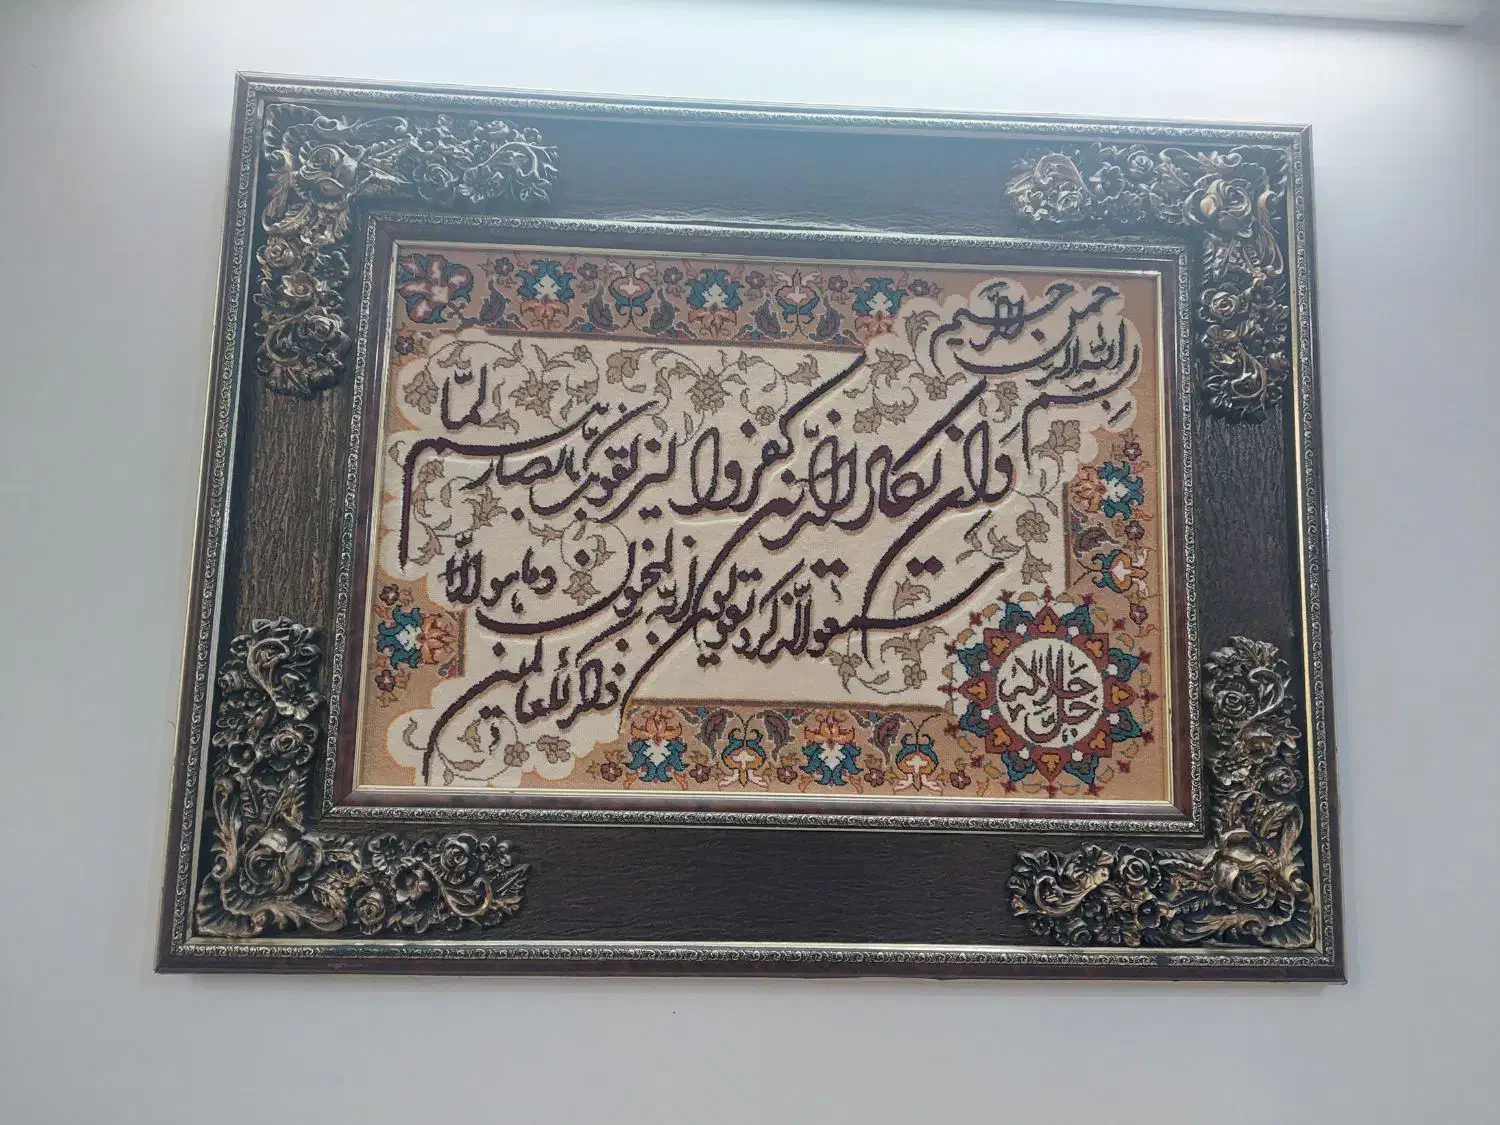 بسم الله الرحمن الرحیم
وان یکاد الذین کفروا لیزلقونک بابصارهم لما
سمعوا الذکر و یقولون انه لمجنون وما هو الا
ذکر للعالمین
جل جلاله